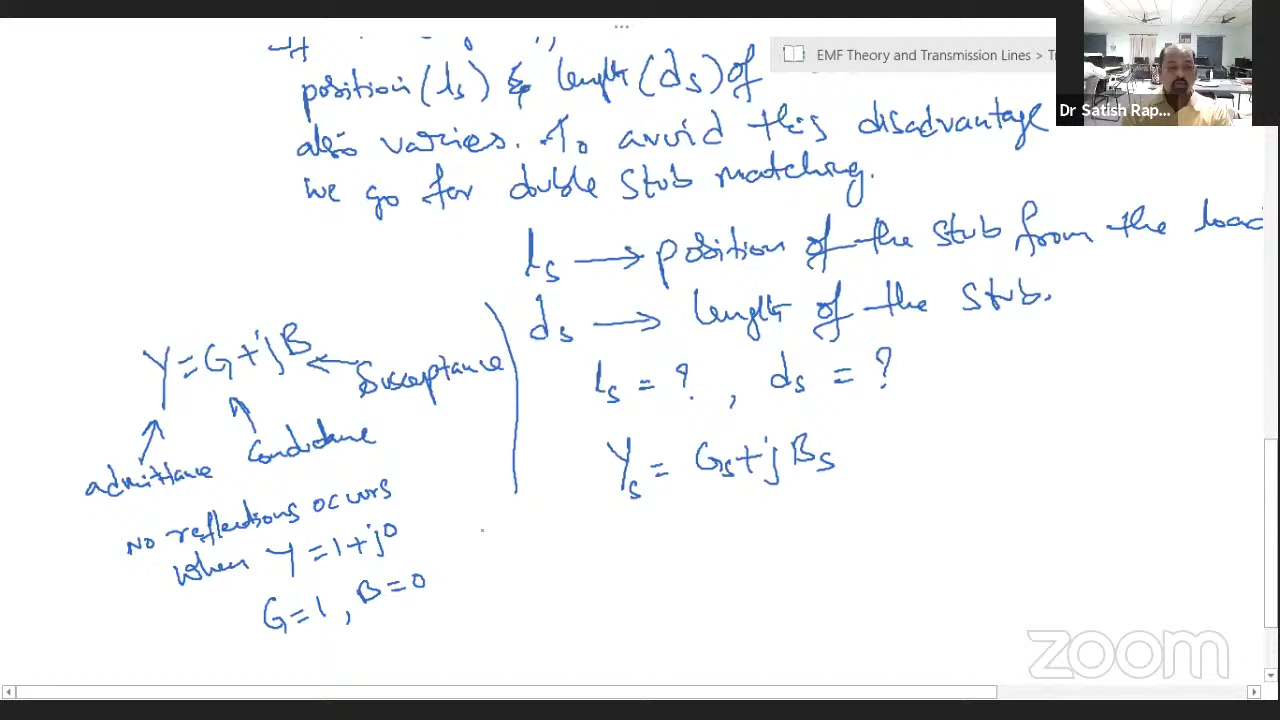 EMF Theory and Transmission Lines >
Dr Satish Rap...
position (ls) & length (ds) of
also varies. To avoid this disadvantage
we go for double stub matching.
ls → position of the stub from the load
ds → length of the stub.
ls = ? , ds = ?
Ys = Gs+jBs
Y=G+jB
← Susceptance
admittance
Conductance
No reflections occurs
when Y=1+j0
G=1, B=0
zoom